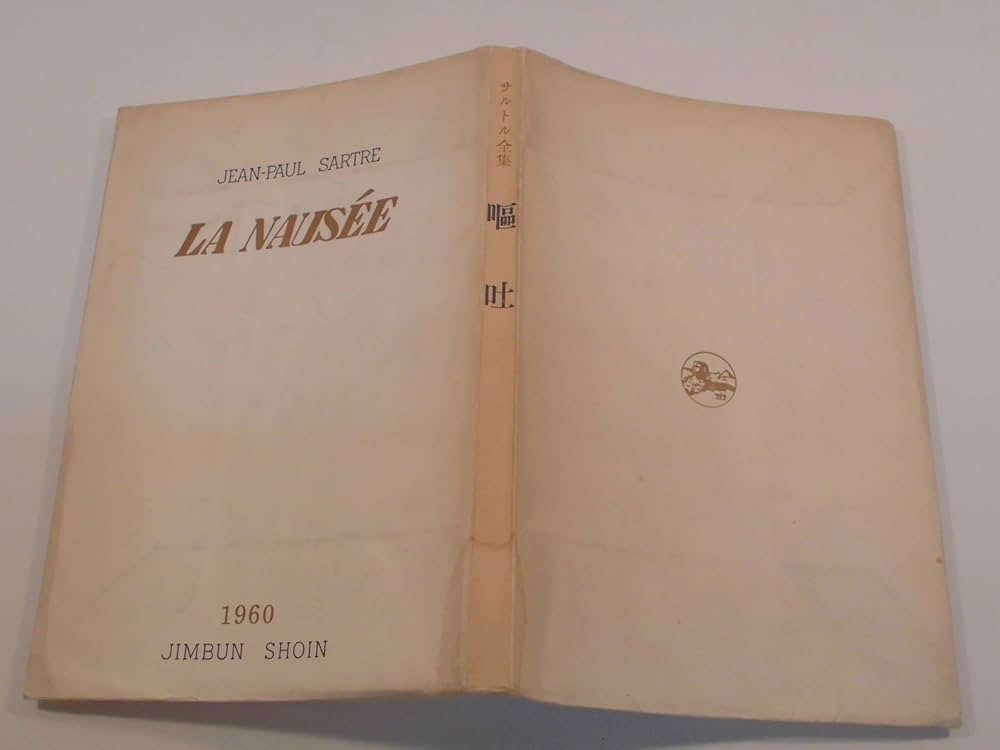 JEAN-PAUL SARTRE
LA NAUSÉE
1960
JIMBUN SHOIN
サルトル全集
嘔吐